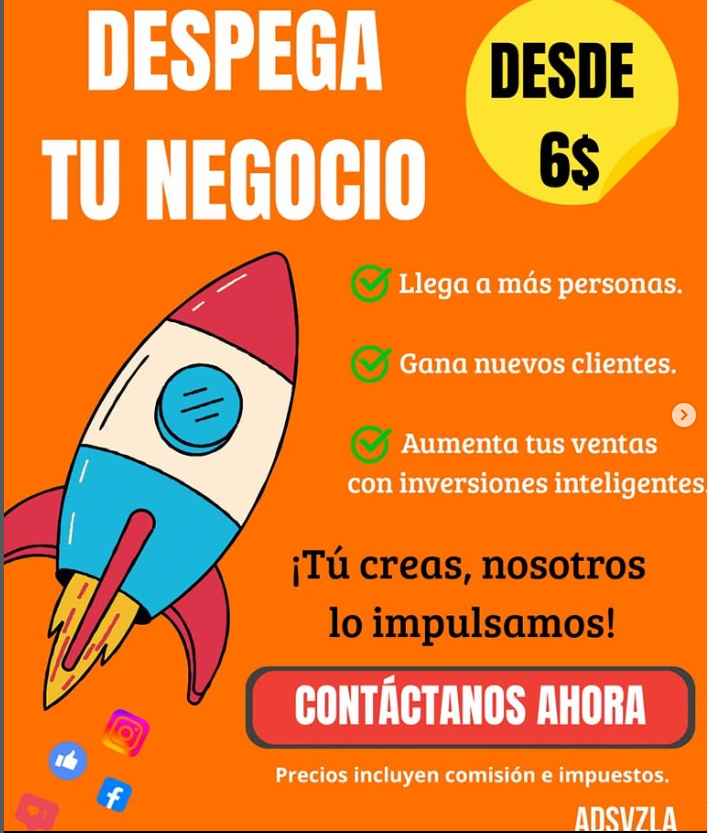 DESPEGA
TU NEGOCIO
DESDE
6$
Llega a más personas.
Gana nuevos clientes.
Aumenta tus ventas
con inversiones inteligentes.
¡Tú creas, nosotros
lo impulsamos!
CONTÁCTANOS AHORA
Precios incluyen comisión e impuestos.
ADSVZLA